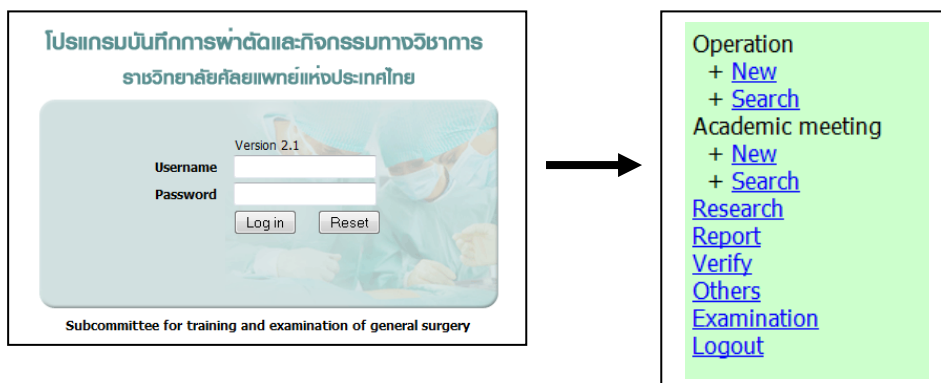 โปรแกรมบันทึกการผ่าตัดและกิจกรรมทางวิชาการ
ราชวิทยาลัยศัลยแพทย์แห่งประเทศไทย
Version 2.1
Username
Password
Log in Reset
Subcommittee for training and examination of general surgery
Operation
+ New
+ Search
Academic meeting
+ New
+ Search
Research
Report
Verify
Others
Examination
Logout